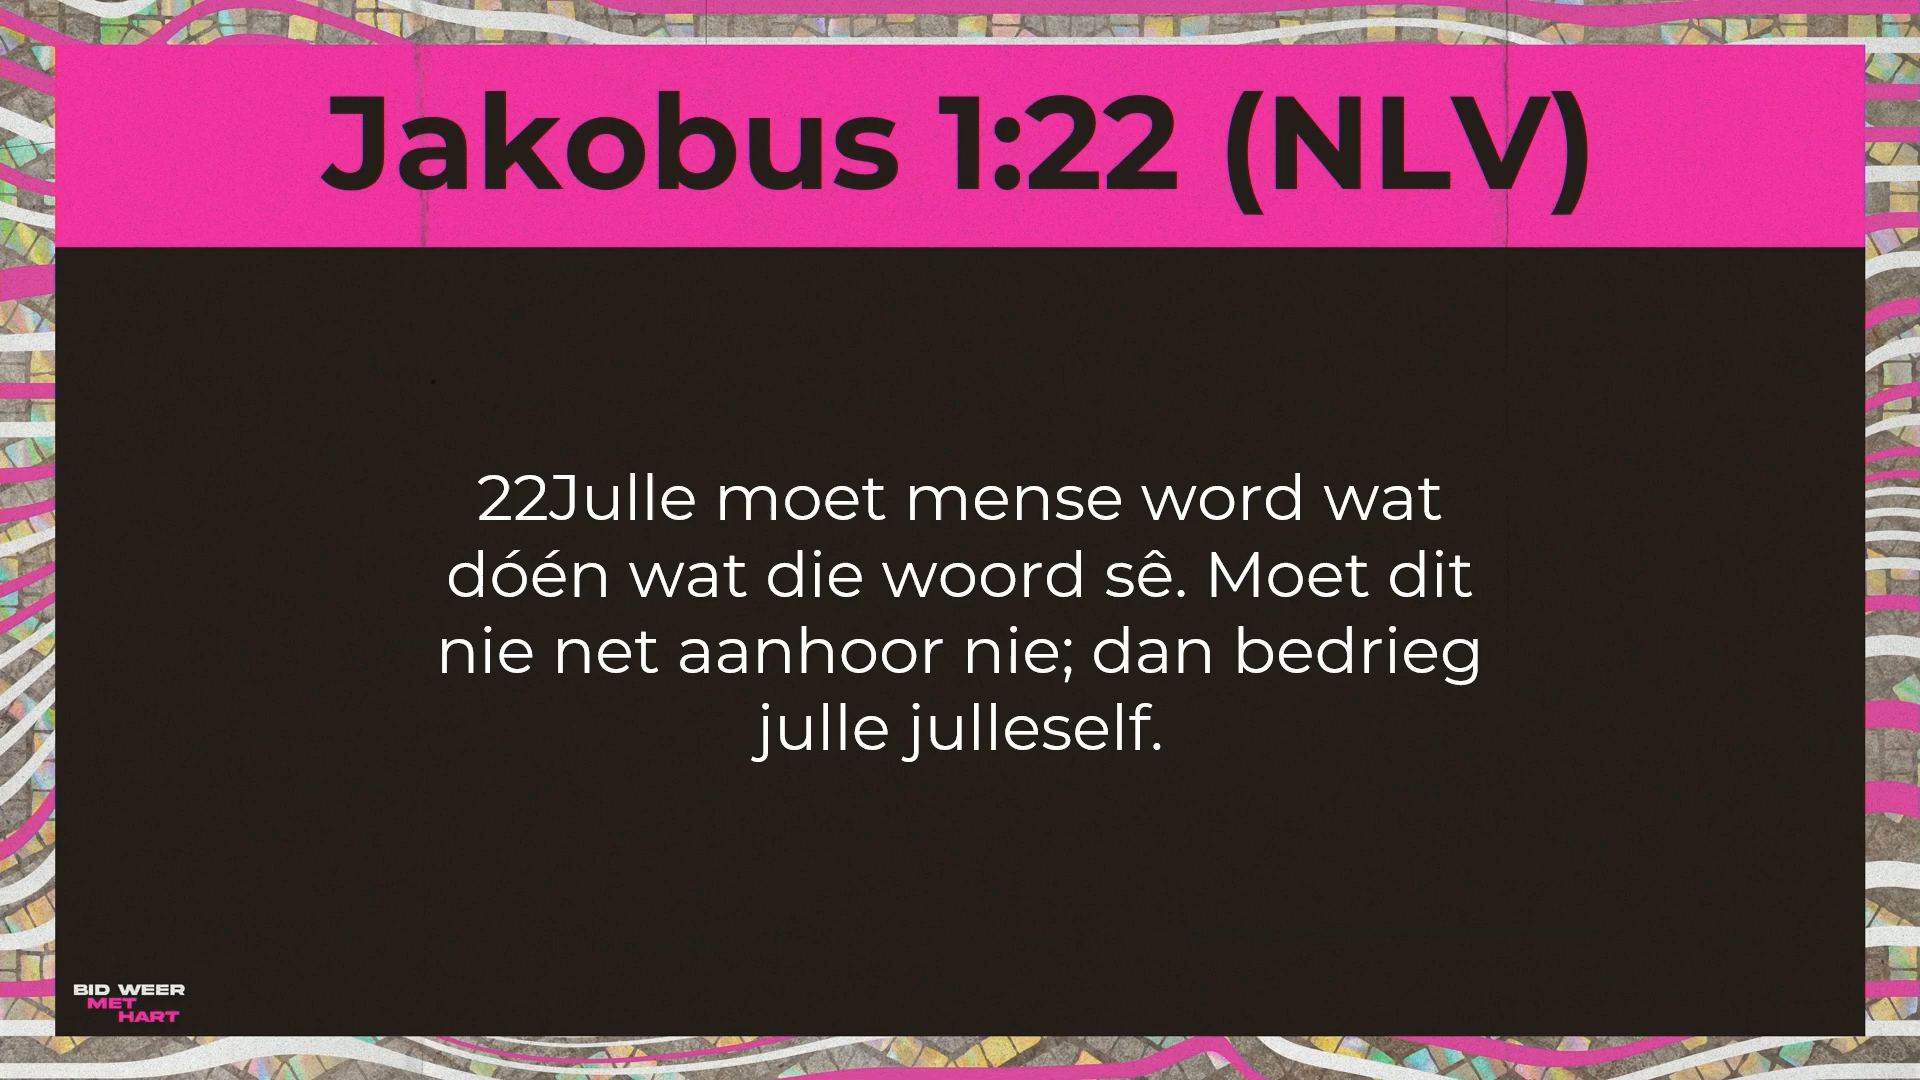 Jakobus 1:22 (NLV)
22Julle moet mense word wat
dóén wat die woord sê. Moet dit
nie net aanhoor nie; dan bedrieg
julle julleself.
BID WEER
MET
HART